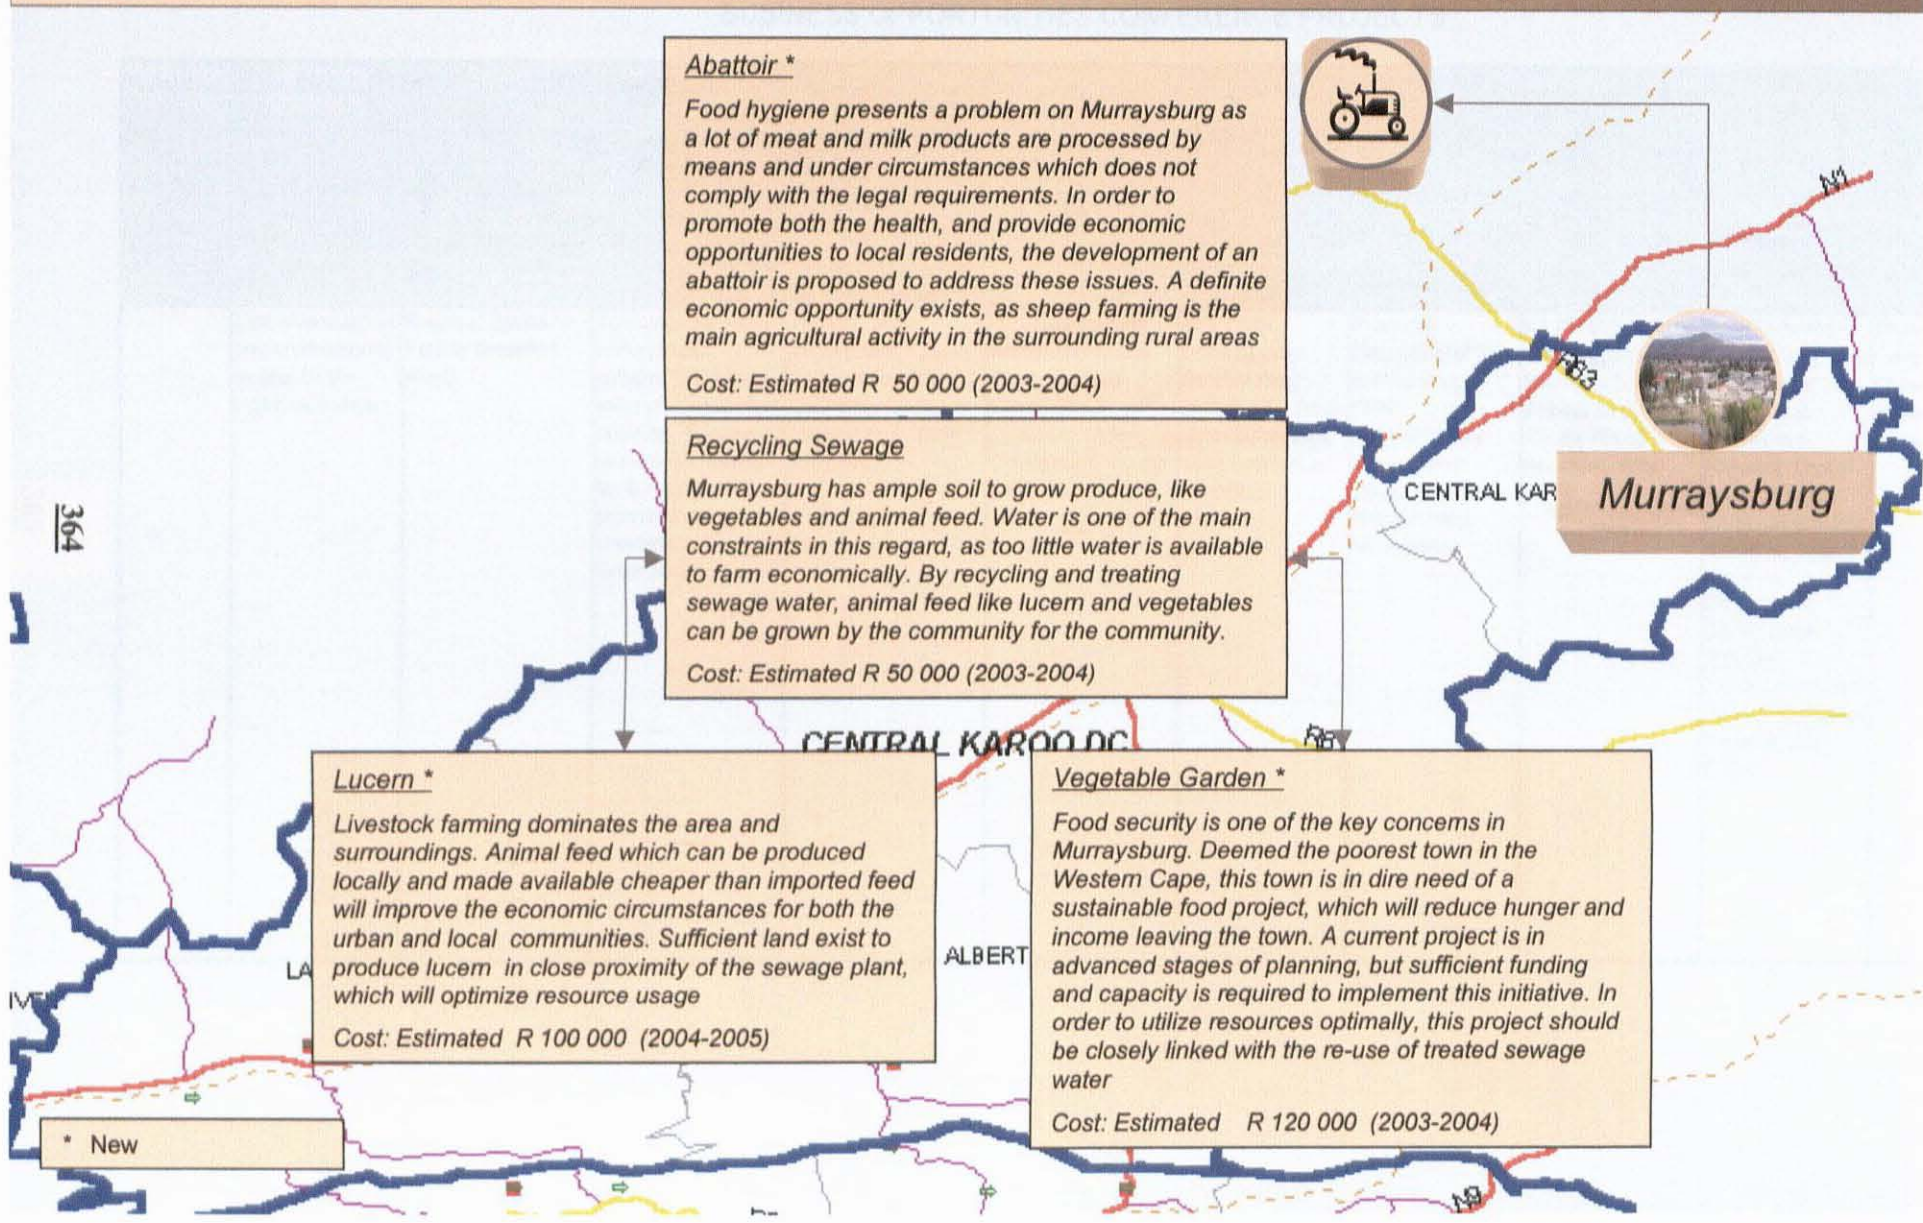 Abattoir *
Food hygiene presents a problem on Murraysburg as
a lot of meat and milk products are processed by
means and under circumstances which does not
comply with the legal requirements. In order to
promote both the health, and provide economic
opportunities to local residents, the development of an
abattoir is proposed to address these issues. A definite
economic opportunity exists, as sheep farming is the
main agricultural activity in the surrounding rural areas
Cost: Estimated R 50 000 (2003-2004)
N1
R63
Recycling Sewage
Murraysburg has ample soil to grow produce, like
vegetables and animal feed. Water is one of the main
constraints in this regard, as too little water is available
to farm economically. By recycling and treating
sewage water, animal feed like lucern and vegetables
can be grown by the community for the community.
Cost: Estimated R 50 000 (2003-2004)
CENTRAL KAR
Murraysburg
364
CENTRAL KAROO DC
Lucern *
Livestock farming dominates the area and
surroundings. Animal feed which can be produced
locally and made available cheaper than imported feed
will improve the economic circumstances for both the
urban and local communities. Sufficient land exist to
produce lucern in close proximity of the sewage plant,
which will optimize resource usage
Cost: Estimated R 100 000 (2004-2005)
LA
ALBERT
Vegetable Garden *
Food security is one of the key concerns in
Murraysburg. Deemed the poorest town in the
Western Cape, this town is in dire need of a
sustainable food project, which will reduce hunger and
income leaving the town. A current project is in
advanced stages of planning, but sufficient funding
and capacity is required to implement this initiative. In
order to utilize resources optimally, this project should
be closely linked with the re-use of treated sewage
water
Cost: Estimated R 120 000 (2003-2004)
* New
N9